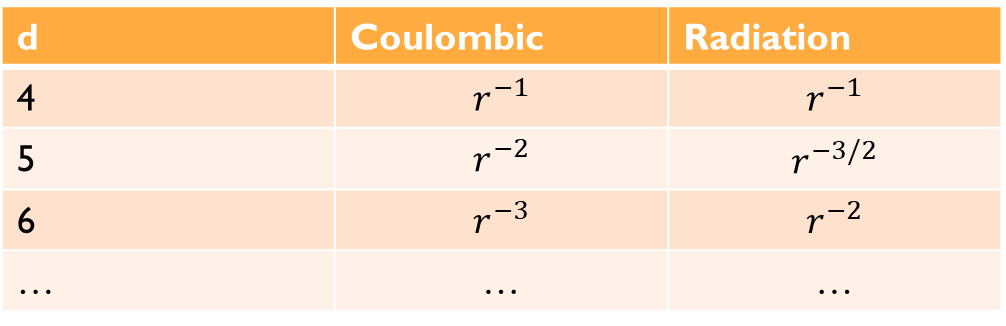 d Coulombic Radiation
4 r⁻¹ r⁻¹
5 r⁻² r⁻³/²
6 r⁻³ r⁻²
… … …